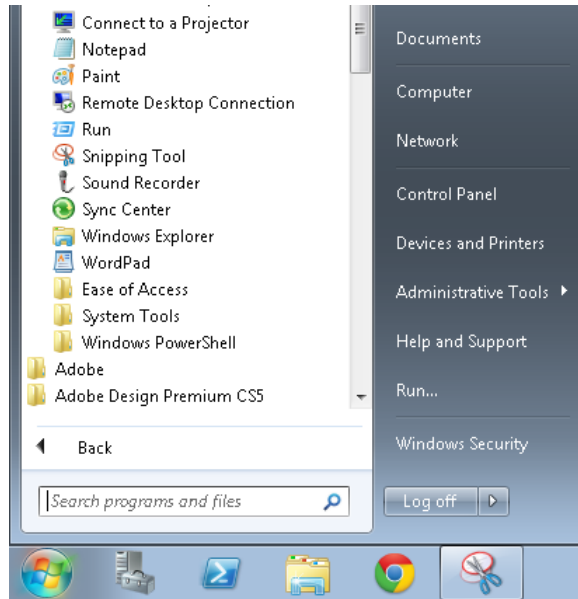 Connect to a Projector
Notepad
Paint
Remote Desktop Connection
Run
Snipping Tool
Sound Recorder
Sync Center
Windows Explorer
WordPad
Ease of Access
System Tools
Windows PowerShell
Adobe
Adobe Design Premium CS5
Back
Search programs and files
Documents
Computer
Network
Control Panel
Devices and Printers
Administrative Tools
Help and Support
Run...
Windows Security
Log off